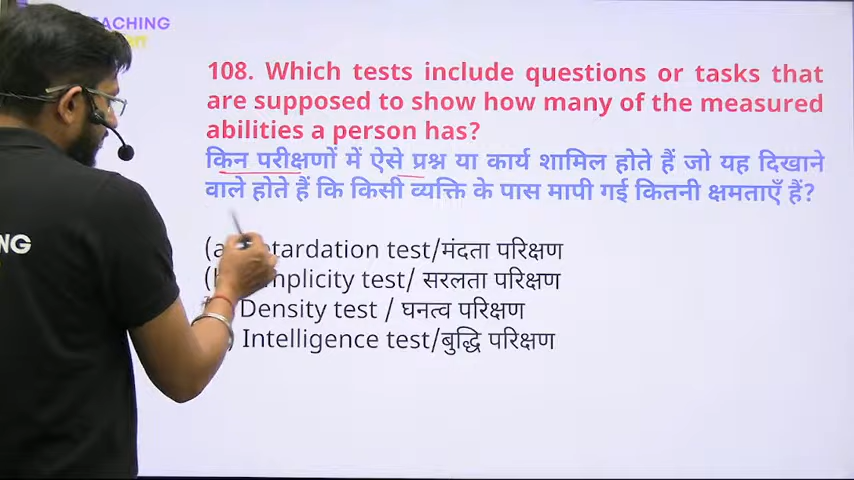 TEACHING
108. Which tests include questions or tasks that
are supposed to show how many of the measured
abilities a person has?
किन परीक्षणों में ऐसे प्रश्न या कार्य शामिल होते हैं जो यह दिखाने
वाले होते हैं कि किसी व्यक्ति के पास मापी गई कितनी क्षमताएँ हैं?
(a tardation test/मंदता परिक्षण
mplicity test/ सरलता परिक्षण
Density test / घनत्व परिक्षण
) Intelligence test/बुद्धि परिक्षण
NG